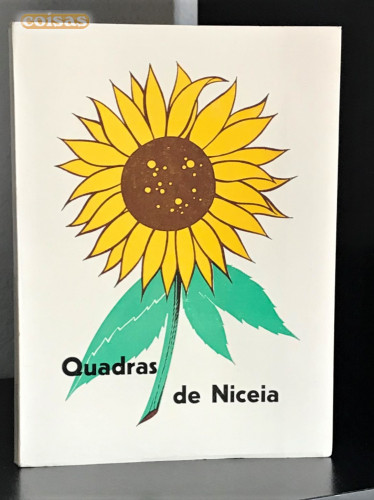 coisas
Quadras
de Niceia